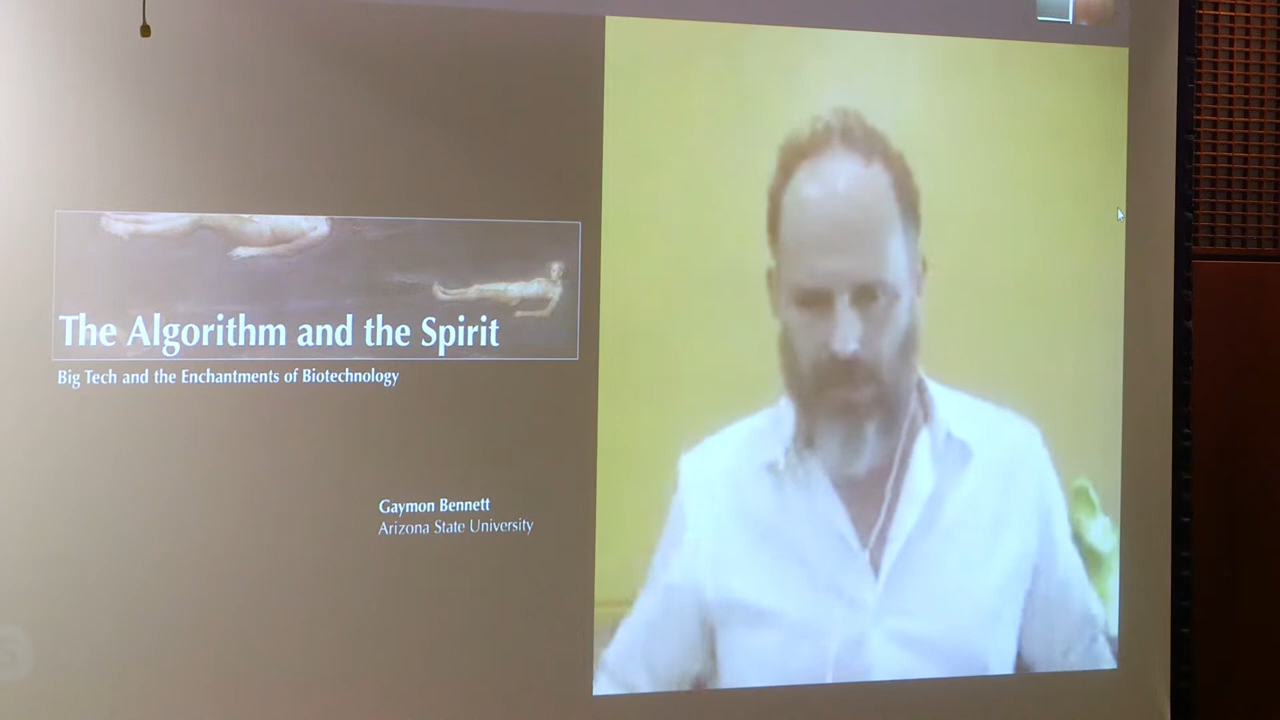 The Algorithm and the Spirit
Big Tech and the Enchantments of Biotechnology
Gaymon Bennett
Arizona State University